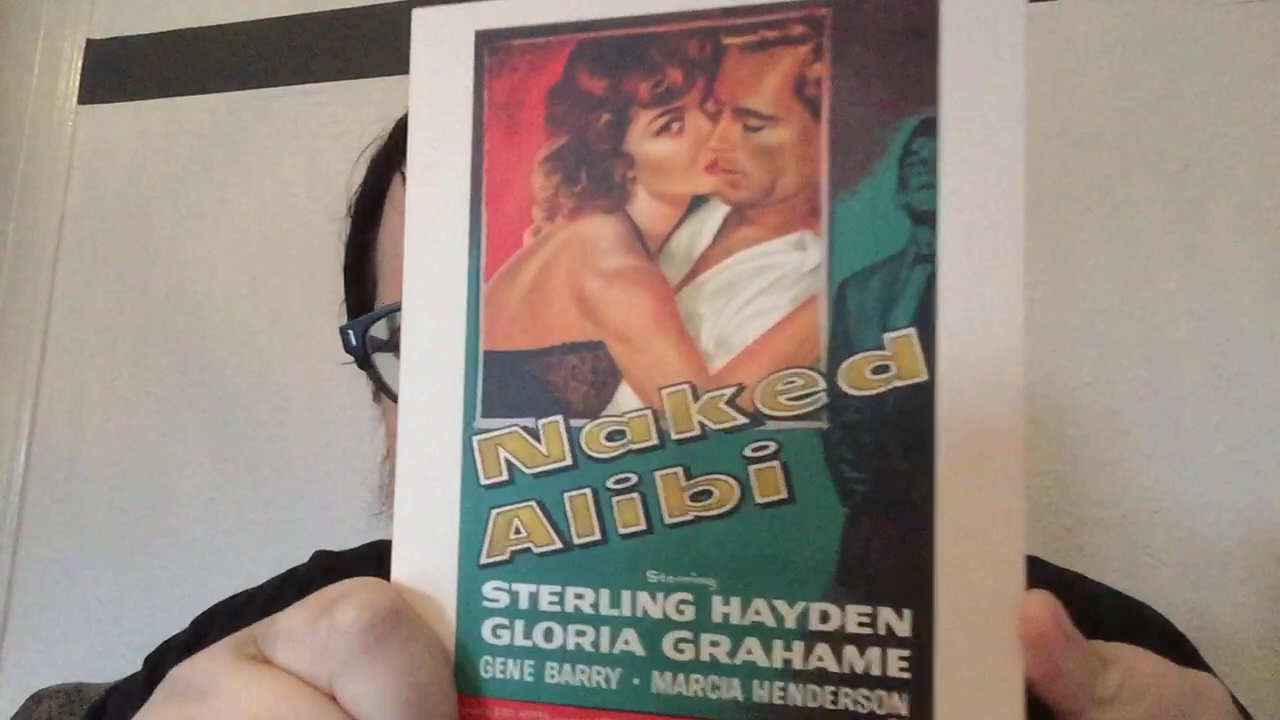 Naked
Alibi
Starring
STERLING HAYDEN
GLORIA GRAHAME
GENE BARRY · MARCIA HENDERSON